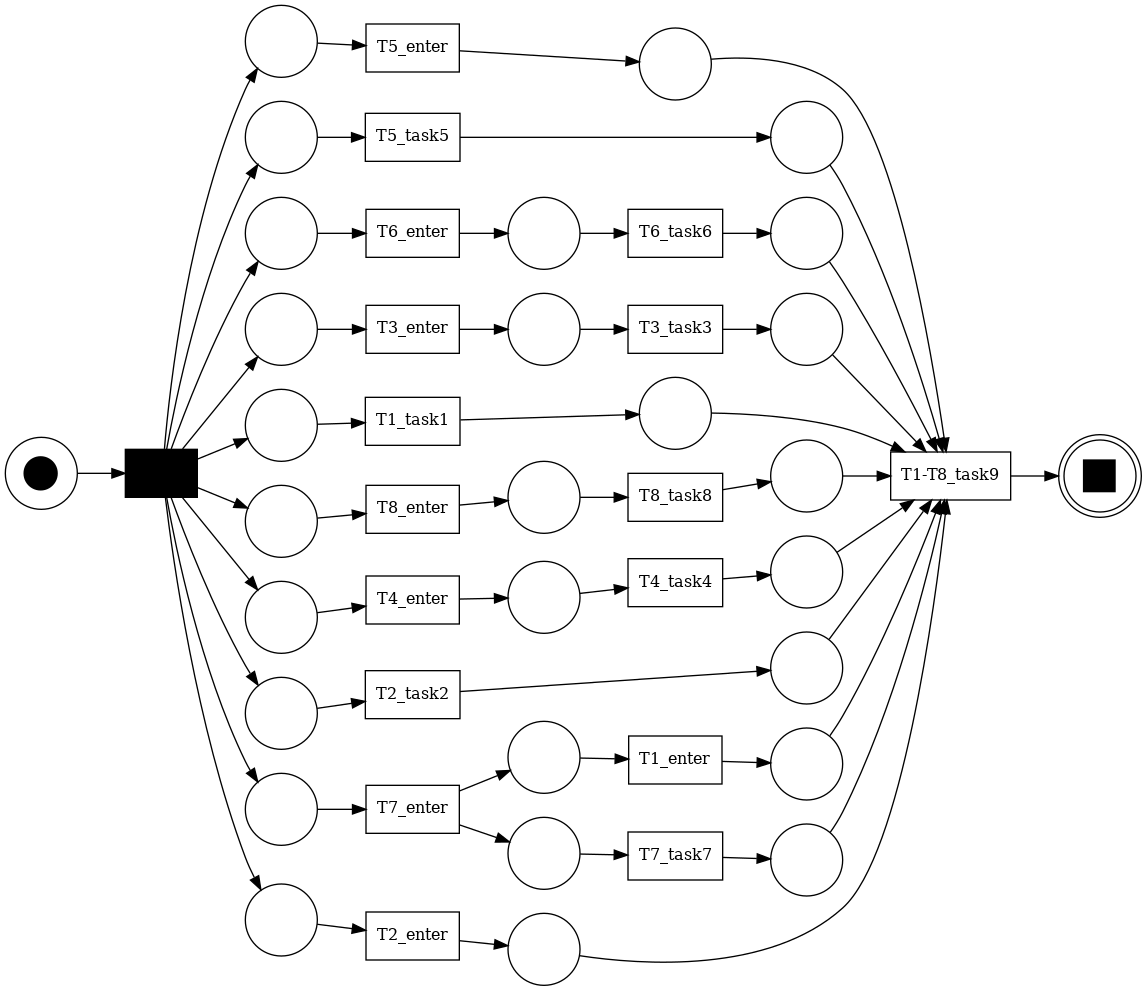 T5_enter
T5_task5
T6_enter
T6_task6
T3_enter
T3_task3
T1_task1
T8_enter
T8_task8
T1-T8_task9
T4_enter
T4_task4
T2_task2
T7_enter
T1_enter
T7_task7
T2_enter